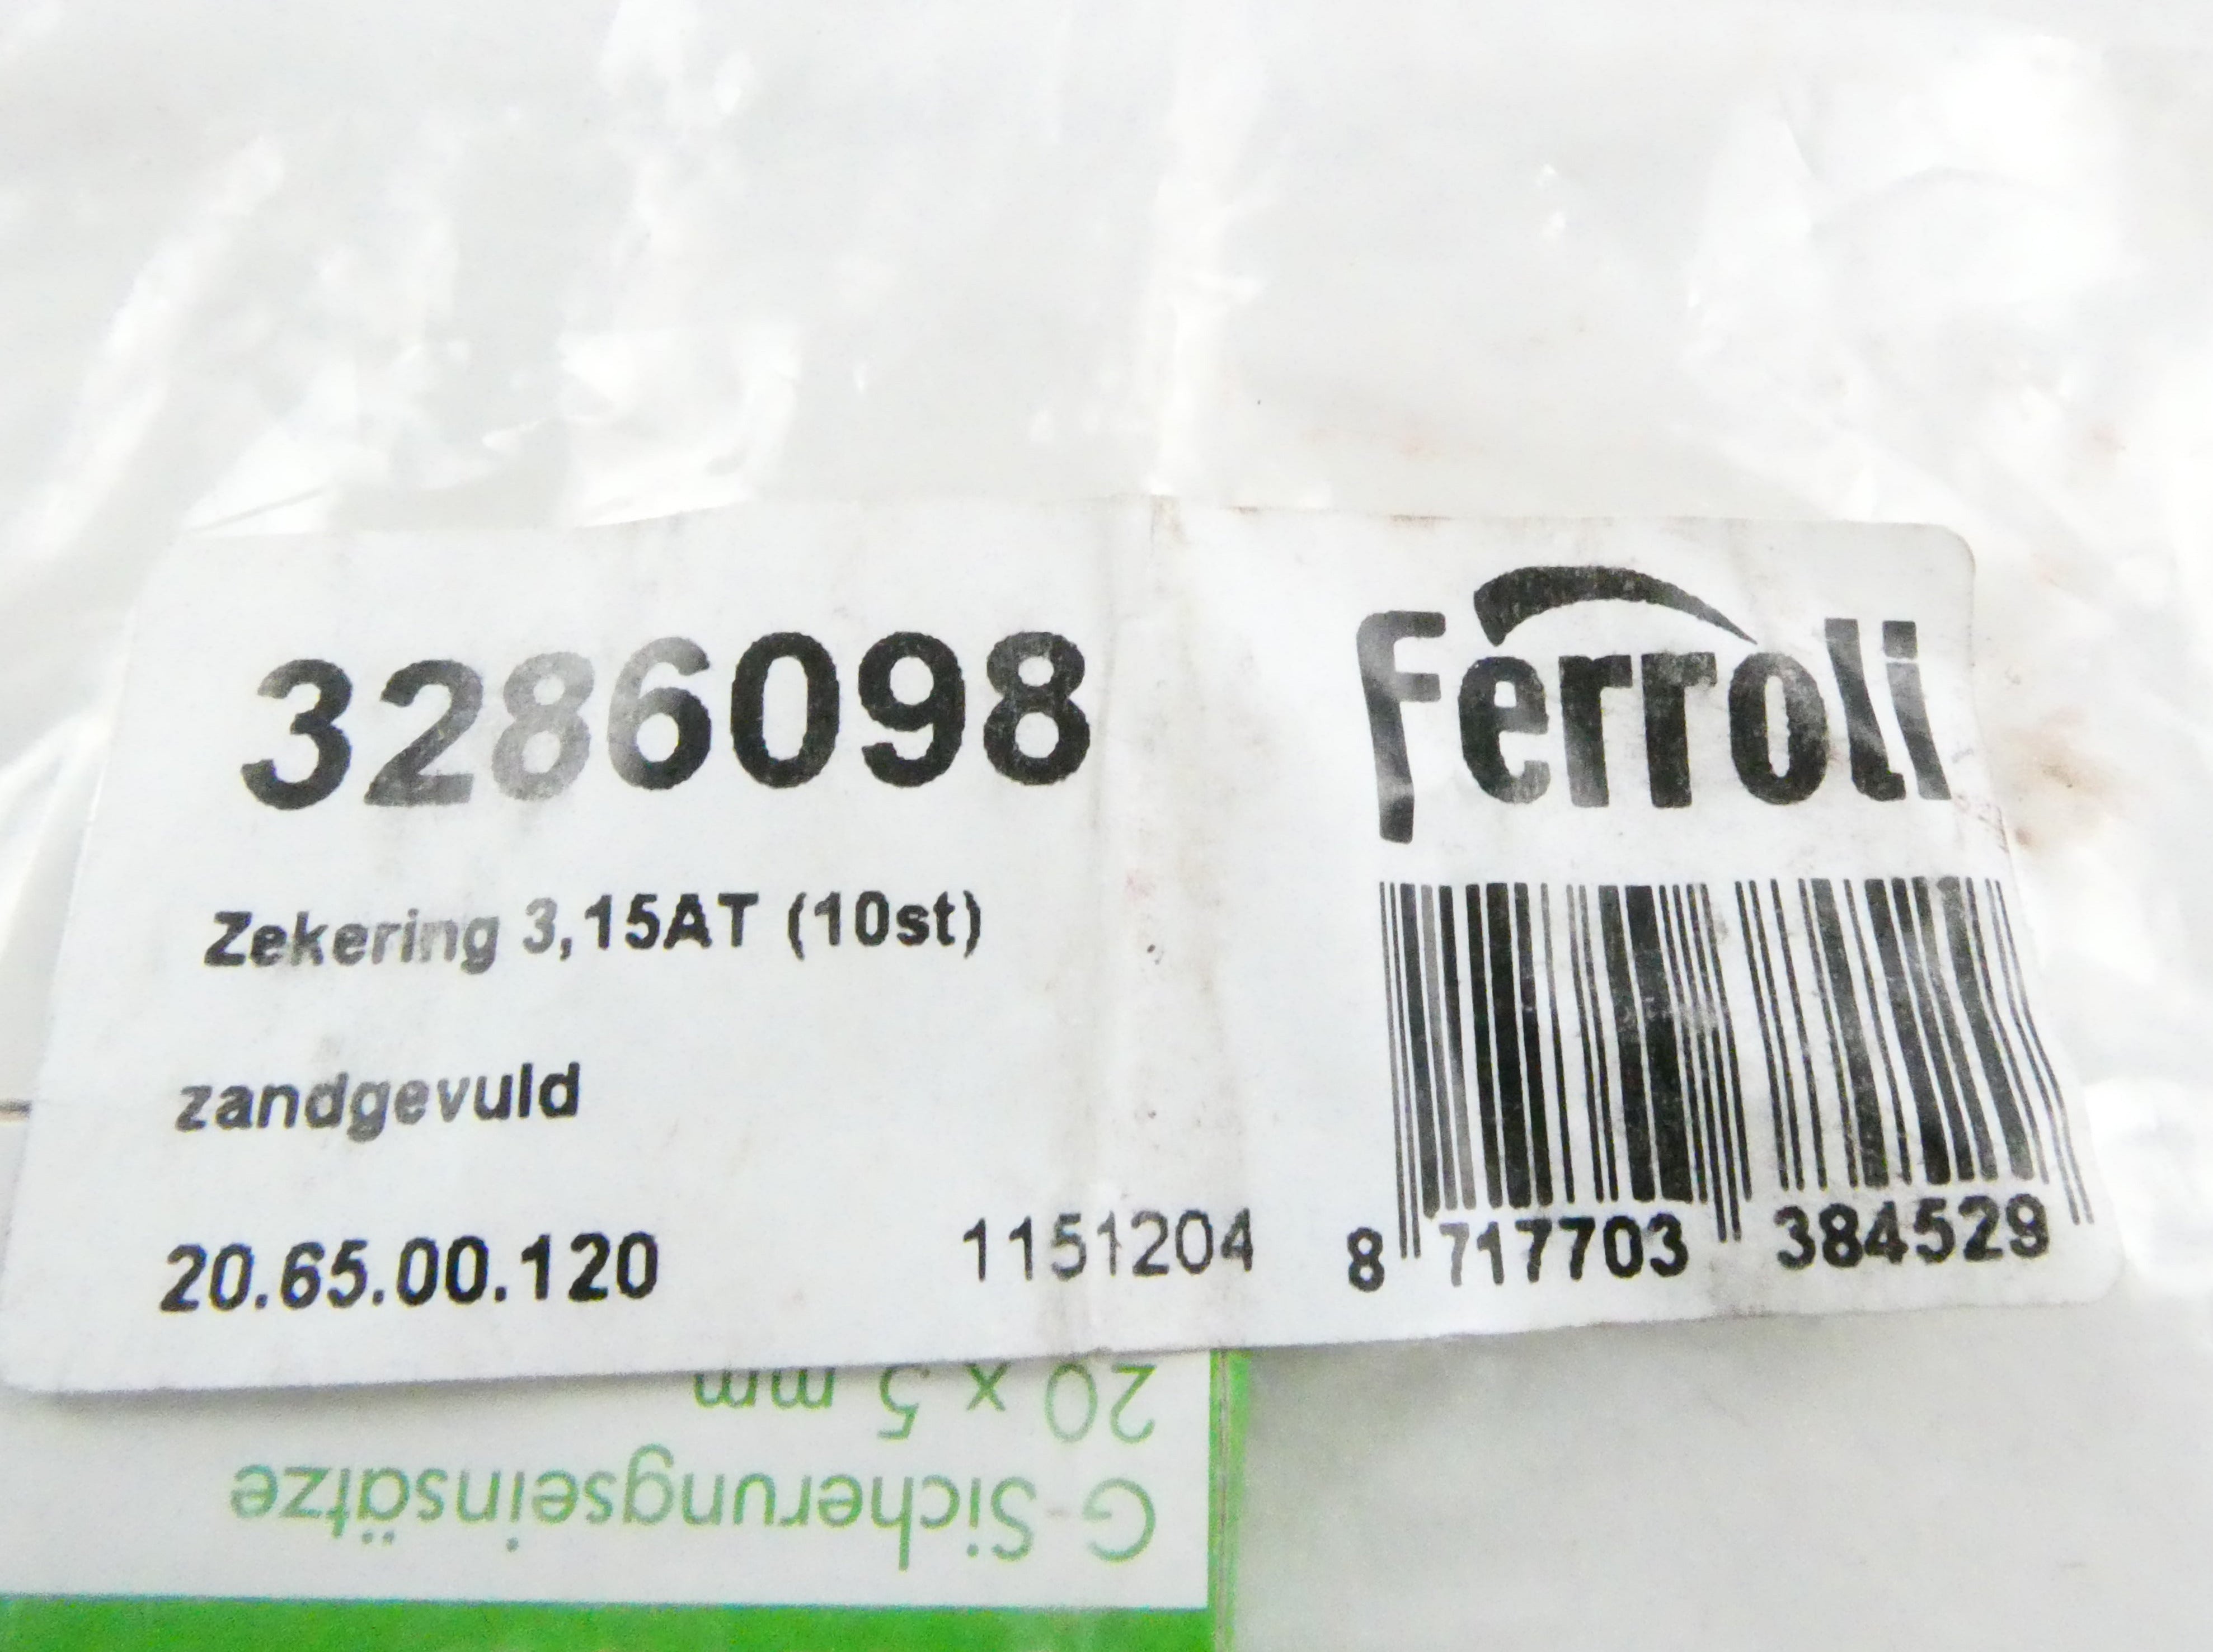 3286098
Ferroli
Zekering 3,15AT (10st)
zandgevuld
20.65.00.120
1151204
8 717703 384529
G-Sicherungseinsätze
20 x 5 mm